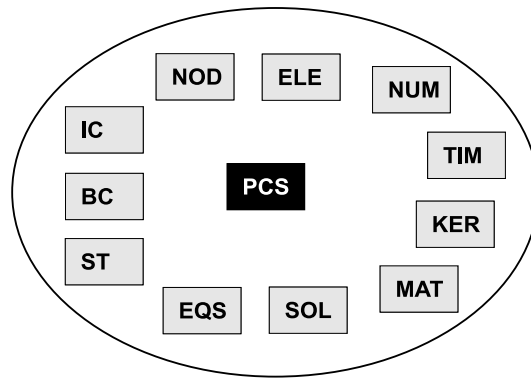 NOD
ELE
NUM
IC
TIM
BC
PCS
KER
ST
MAT
EQS
SOL